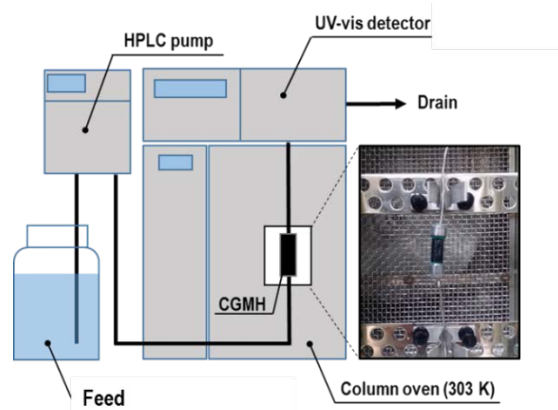 HPLC pump
UV-vis detector
Drain
CGMH
Feed
Column oven (303 K)